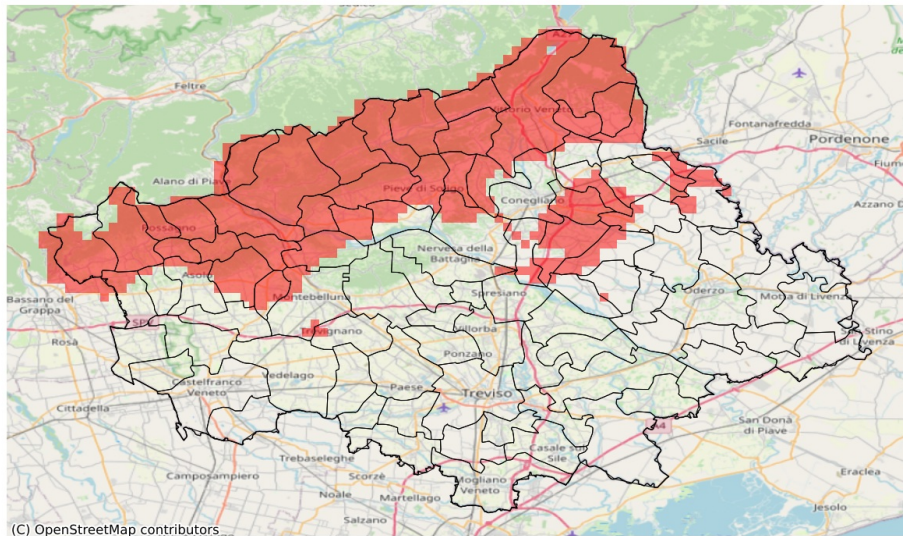 Feltre
Vittorio Veneto
Fontanafredda
Sacile
Pordenone
Fiume
Alano di Piave
Pieve di Soligo
Conegliano
Azzano D
Possagno
Nervesa della
Battaglia
Asolo
Bassano del
Grappa
Montebelluna
Spresiano
Oderzo
Motta di Livenza
Rosà
Trevignano
Villorba
San Stino
di Livenza
Ponzano
Vedelago
Paese
Castelfranco
Veneto
Treviso
Cittadella
San Donà
di Piave
A4
Casale sul
Sile
Trebaseleghe
Camposampiero
Scorzè
Mogliano
Veneto
Eraclea
Noale
Martellago
Jesolo
Salzano
(C) OpenStreetMap contributors